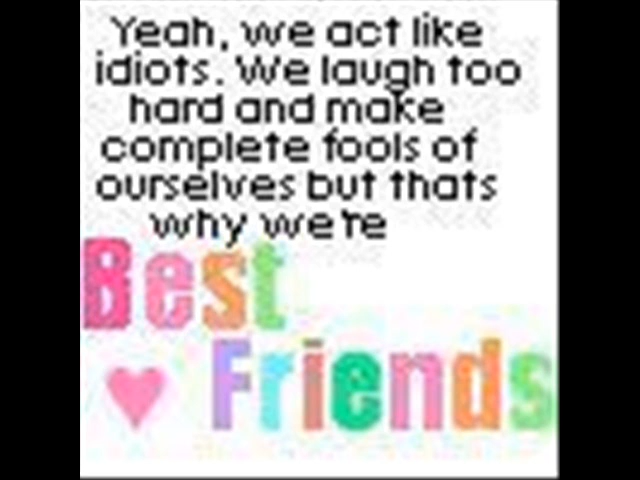 Yeah, we act like
idiots. We laugh too
hard and make
complete fools of
ourselves but thats
why we're
Best
Friends